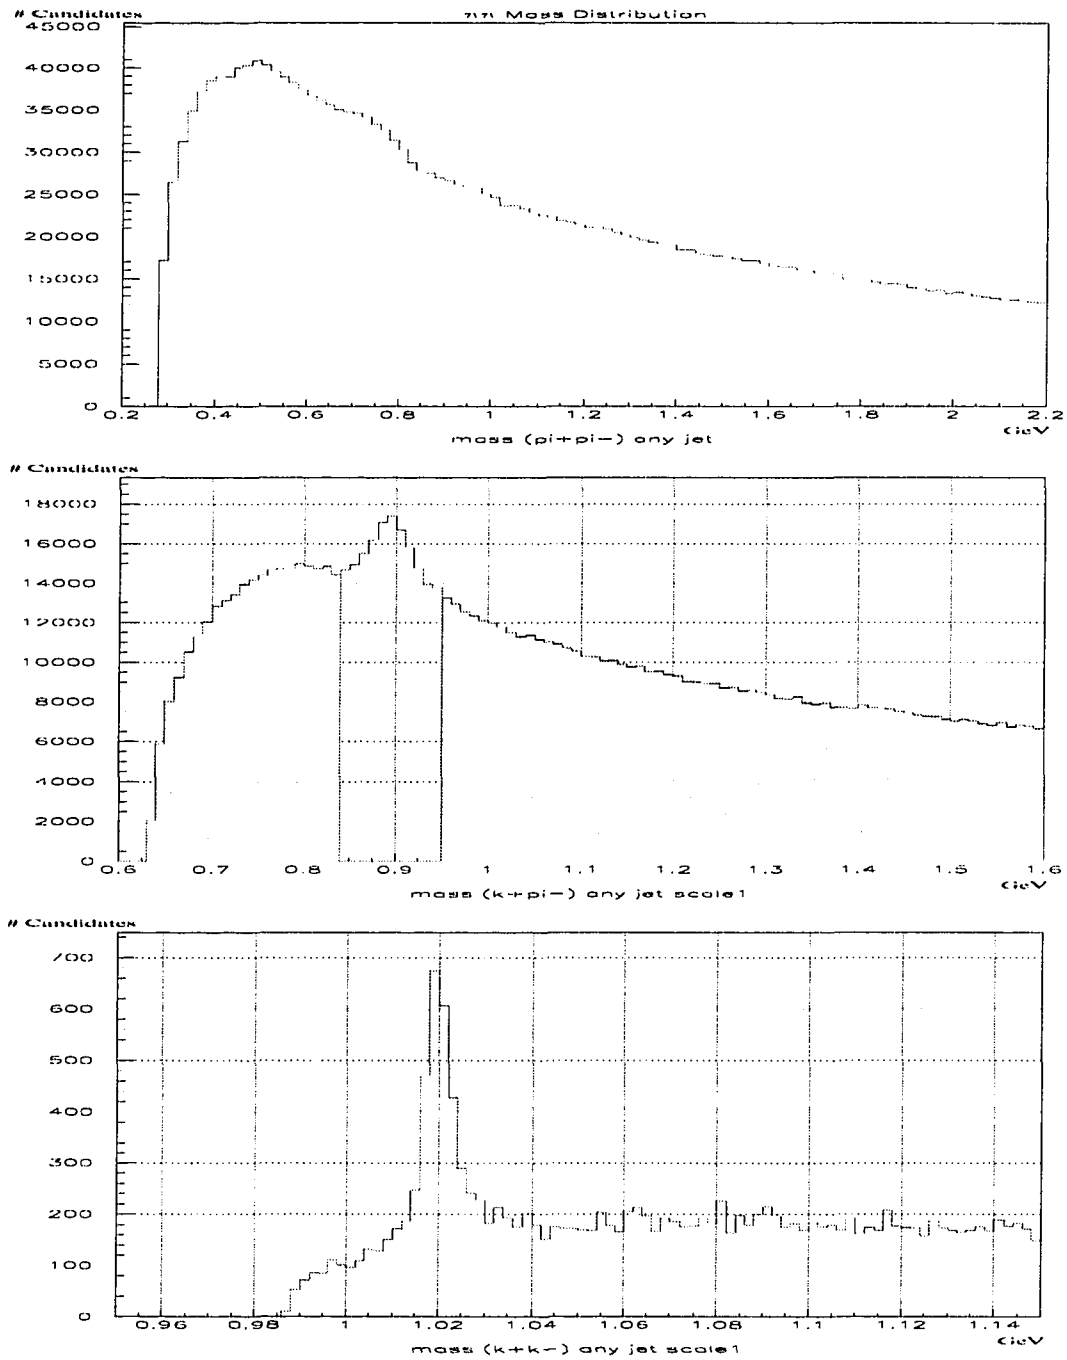 # Candidates
ππ Mass Distribution
45000
40000
35000
30000
25000
20000
15000
10000
5000
0
0.2 0.4 0.6 0.8 1 1.2 1.4 1.6 1.8 2 2.2
mass (pi+pi-) any jet
GeV
# Candidates
18000
16000
14000
12000
10000
8000
6000
4000
2000
0
0.6 0.7 0.8 0.9 1 1.1 1.2 1.3 1.4 1.5 1.6
mass (k+pi-) any jet scale1
GeV
# Candidates
700
600
500
400
300
200
100
0
0.96 0.98 1 1.02 1.04 1.06 1.08 1.1 1.12 1.14
mass (k+k-) any jet scale1
GeV